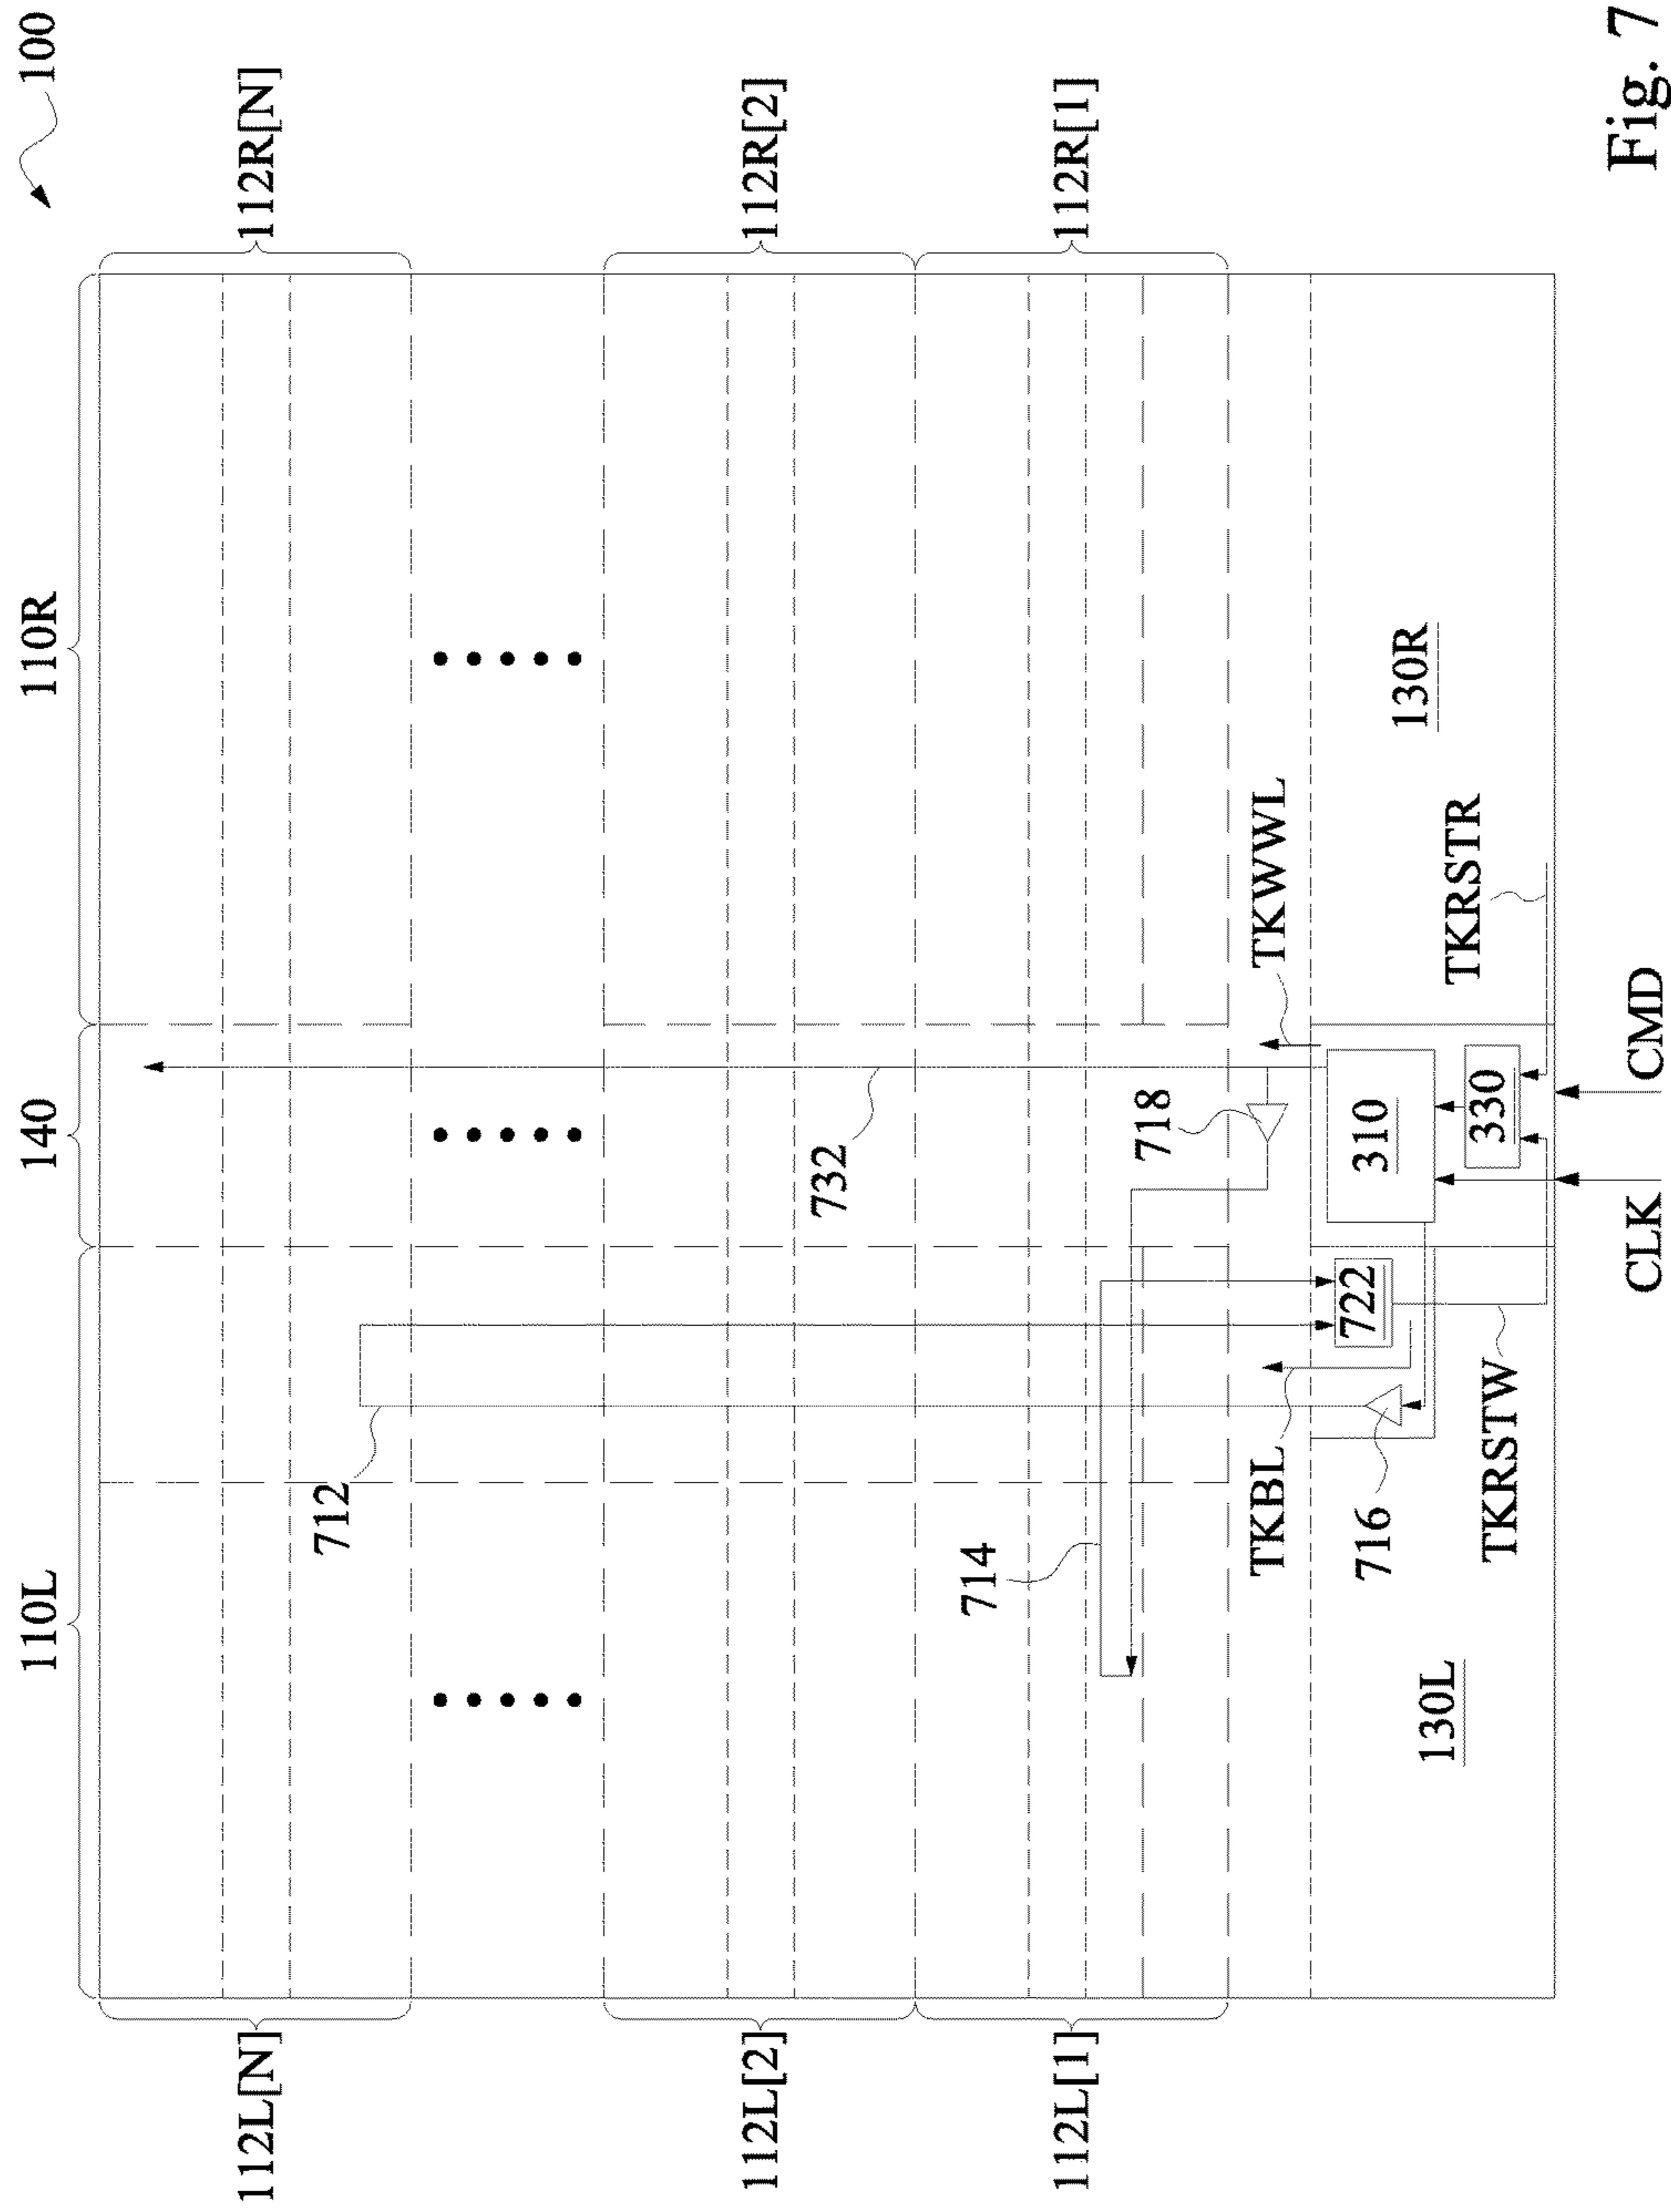 100
110L
140
110R
112L[N]
112R[N]
712
112L[2]
112R[2]
732
714
718
112L[1]
112R[1]
TKWWL
TKBL
716
722
310
330
130L
130R
TKRSTW
TKRSTR
CLK
CMD
Fig. 7